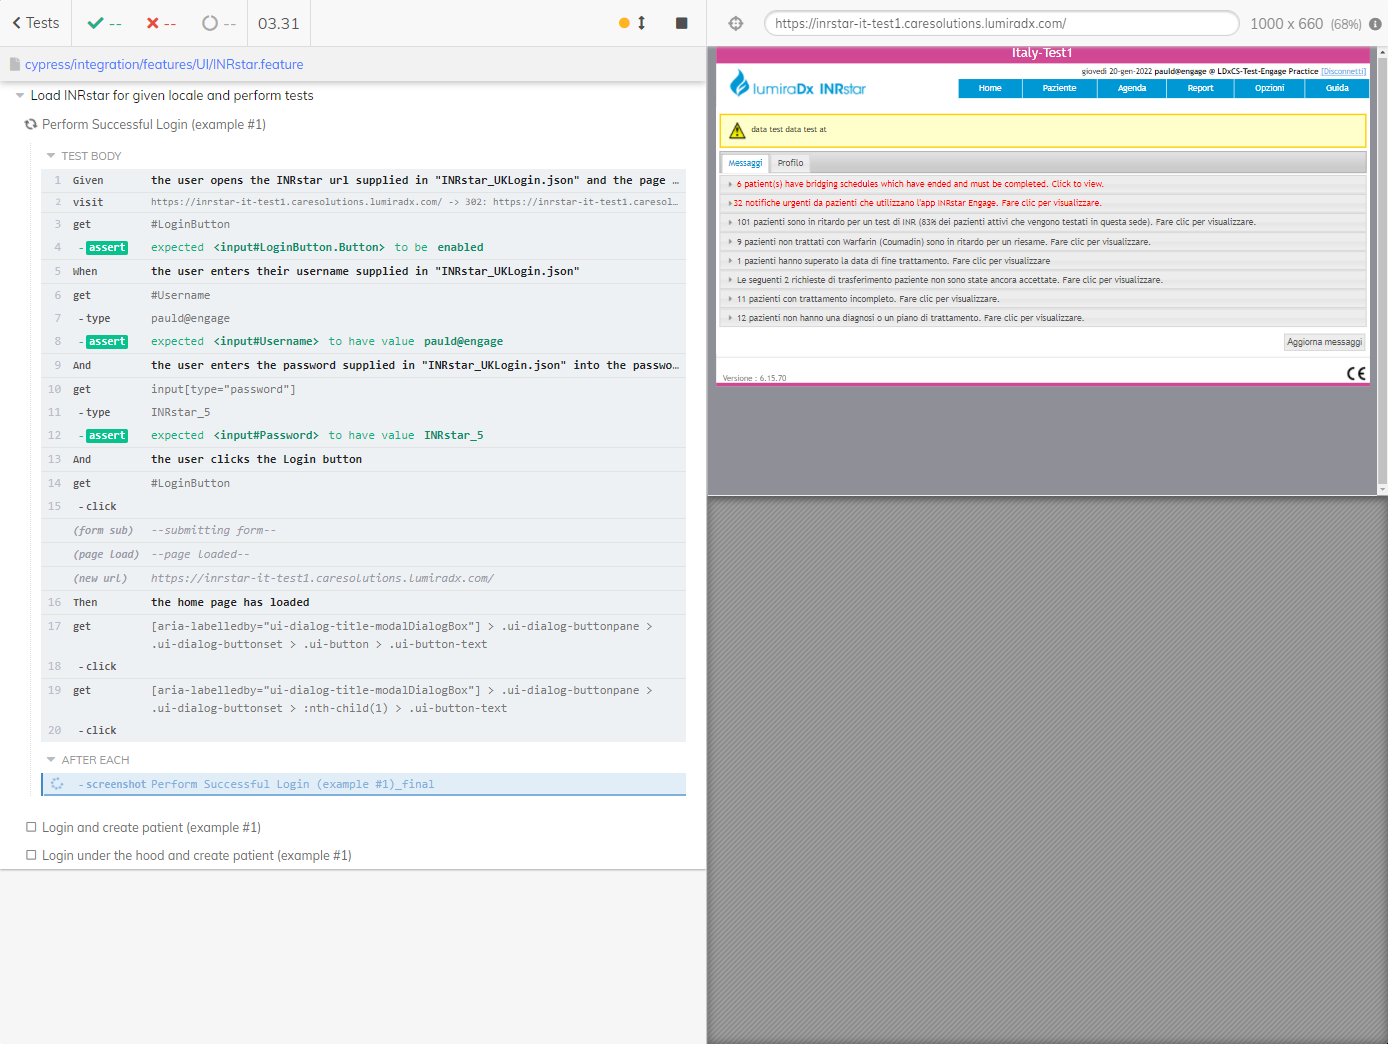 Tests
--
--
--
03.31
cypress/integration/features/UI/INRstar.feature
Load INRstar for given locale and perform tests
Perform Successful Login (example #1)
TEST BODY
1 Given the user opens the INRstar url supplied in "INRstar_UKLogin.json" and the page …
2 visit https://inrstar-it-test1.caresolutions.lumiradx.com/ -> 302: https://inrstar-it-test1.caresol…
3 get #LoginButton
4 -assert expected <input#LoginButton.Button> to be enabled
5 When the user enters their username supplied in "INRstar_UKLogin.json"
6 get #Username
7 -type pauld@engage
8 -assert expected <input#Username> to have value pauld@engage
9 And the user enters the password supplied in "INRstar_UKLogin.json" into the passwo…
10 get input[type="password"]
11 -type INRstar_5
12 -assert expected <input#Password> to have value INRstar_5
13 And the user clicks the Login button
14 get #LoginButton
15 -click
(form sub) --submitting form--
(page load) --page loaded--
(new url) https://inrstar-it-test1.caresolutions.lumiradx.com/
16 Then the home page has loaded
17 get [aria-labelledby="ui-dialog-title-modalDialogBox"] > .ui-dialog-buttonpane >
.ui-dialog-buttonset > .ui-button > .ui-button-text
18 -click
19 get [aria-labelledby="ui-dialog-title-modalDialogBox"] > .ui-dialog-buttonpane >
.ui-dialog-buttonset > :nth-child(1) > .ui-button-text
20 -click
AFTER EACH
-screenshot Perform Successful Login (example #1)_final
Login and create patient (example #1)
Login under the hood and create patient (example #1)
https://inrstar-it-test1.caresolutions.lumiradx.com/
1000 x 660 (68%)
Italy-Test1
giovedì 20-gen-2022 pauld@engage @ LDxCS-Test-Engage Practice [Disconnetti]
lumiraDx INRstar
Home Paziente Agenda Report Opzioni Guida
data test data test at
Messaggi Profilo
6 patient(s) have bridging schedules which have ended and must be completed. Click to view.
32 notifiche urgenti da pazienti che utilizzano l'app INRstar Engage. Fare clic per visualizzare.
101 pazienti sono in ritardo per un test di INR (83% dei pazienti attivi che vengono testati in questa sede). Fare clic per visualizzare.
9 pazienti non trattati con Warfarin (Coumadin) sono in ritardo per un riesame. Fare clic per visualizzare.
1 pazienti hanno superato la data di fine trattamento. Fare clic per visualizzare
Le seguenti 2 richieste di trasferimento paziente non sono state ancora accettate. Fare clic per visualizzare.
11 pazienti con trattamento incompleto. Fare clic per visualizzare.
12 pazienti non hanno una diagnosi o un piano di trattamento. Fare clic per visualizzare.
Aggiorna messaggi
Versione : 6.15.70
CE